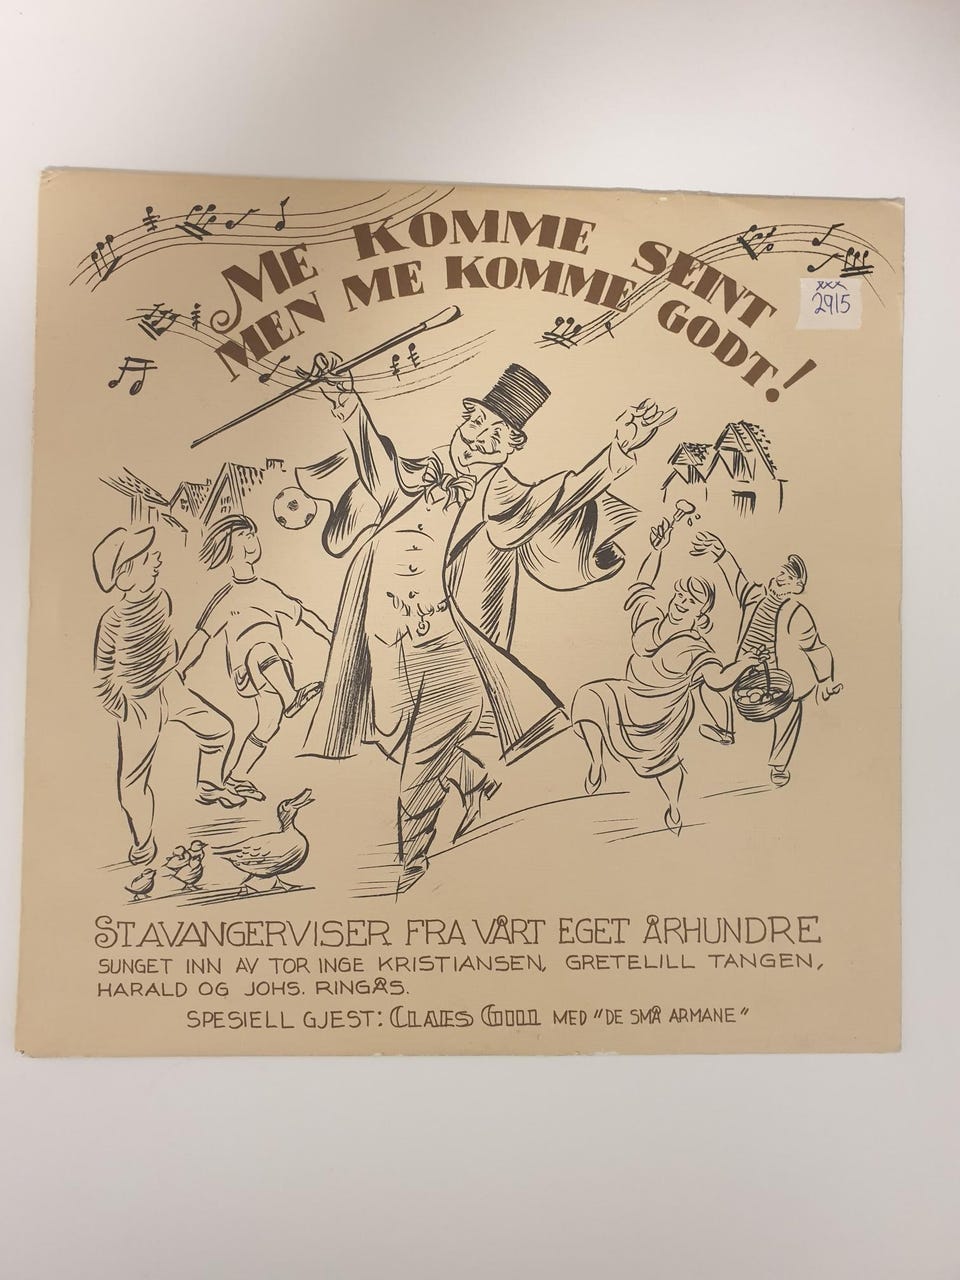 ME KOMME SEINT
MEN ME KOMME GODT!
xxx
2915
STAVANGERVISER FRA VÅRT EGET ÅRHUNDRE
SUNGET INN AV TOR INGE KRISTIANSEN, GRETELILL TANGEN,
HARALD OG JOHS. RINGÅS.
SPESIELL GJEST: CLAES GILL MED "DE SMÅ ARMANE"